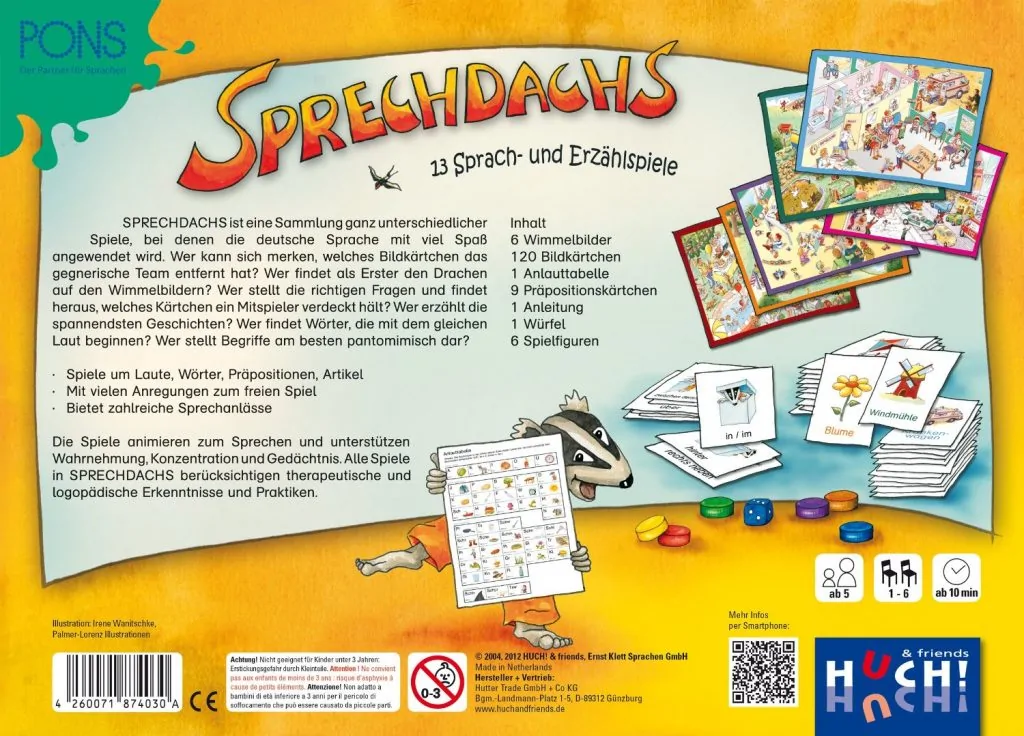 PONS
Der Partner für Sprachen
SPRECHDACHS
13 Sprach- und Erzählspiele
SPRECHDACHS ist eine Sammlung ganz unterschiedlicher
Spiele, bei denen die deutsche Sprache mit viel Spaß
angewendet wird. Wer kann sich merken, welches Bildkärtchen das
gegnerische Team entfernt hat? Wer findet als Erster den Drachen
auf den Wimmelbildern? Wer stellt die richtigen Fragen und findet
heraus, welches Kärtchen ein Mitspieler verdeckt hält? Wer erzählt die
spannendsten Geschichten? Wer findet Wörter, die mit dem gleichen
Laut beginnen? Wer stellt Begriffe am besten pantomimisch dar?
· Spiele um Laute, Wörter, Präpositionen, Artikel
· Mit vielen Anregungen zum freien Spiel
· Bietet zahlreiche Sprechanlässe
Die Spiele animieren zum Sprechen und unterstützen
Wahrnehmung, Konzentration und Gedächtnis. Alle Spiele
in SPRECHDACHS berücksichtigen therapeutische und
logopädische Erkenntnisse und Praktiken.
Inhalt
6 Wimmelbilder
120 Bildkärtchen
1 Anlauttabelle
9 Präpositionskärtchen
1 Anleitung
1 Würfel
6 Spielfiguren
über
in / im
hinter
rechts neben
Blume
Windmühle
wagen
Anlauttabelle
ab 5
1 - 6
ab 10 min
Illustration: Irene Wanitschke,
Palmer-Lorenz Illustrationen
4 260071 874030 A
CE
Achtung! Nicht geeignet für Kinder unter 3 Jahren:
Erstickungsgefahr durch Kleinteile. Attention ! Ne convient
pas aux enfants de moins de 3 ans : risque d'asphyxie à
cause de petits éléments. Attenzione! Non adatto a
bambini di età inferiore a 3 anni per il pericolo di
soffocamento che può essere causato da piccole parti.
0-3
© 2004, 2012 HUCH! & friends, Ernst Klett Sprachen GmbH
Made in Netherlands
Hersteller + Vertrieb:
Hutter Trade GmbH + Co KG
Bgm.-Landmann-Platz 1-5, D-89312 Günzburg
www.huchandfriends.de
Mehr Infos
per Smartphone:
& friends
HUCH!